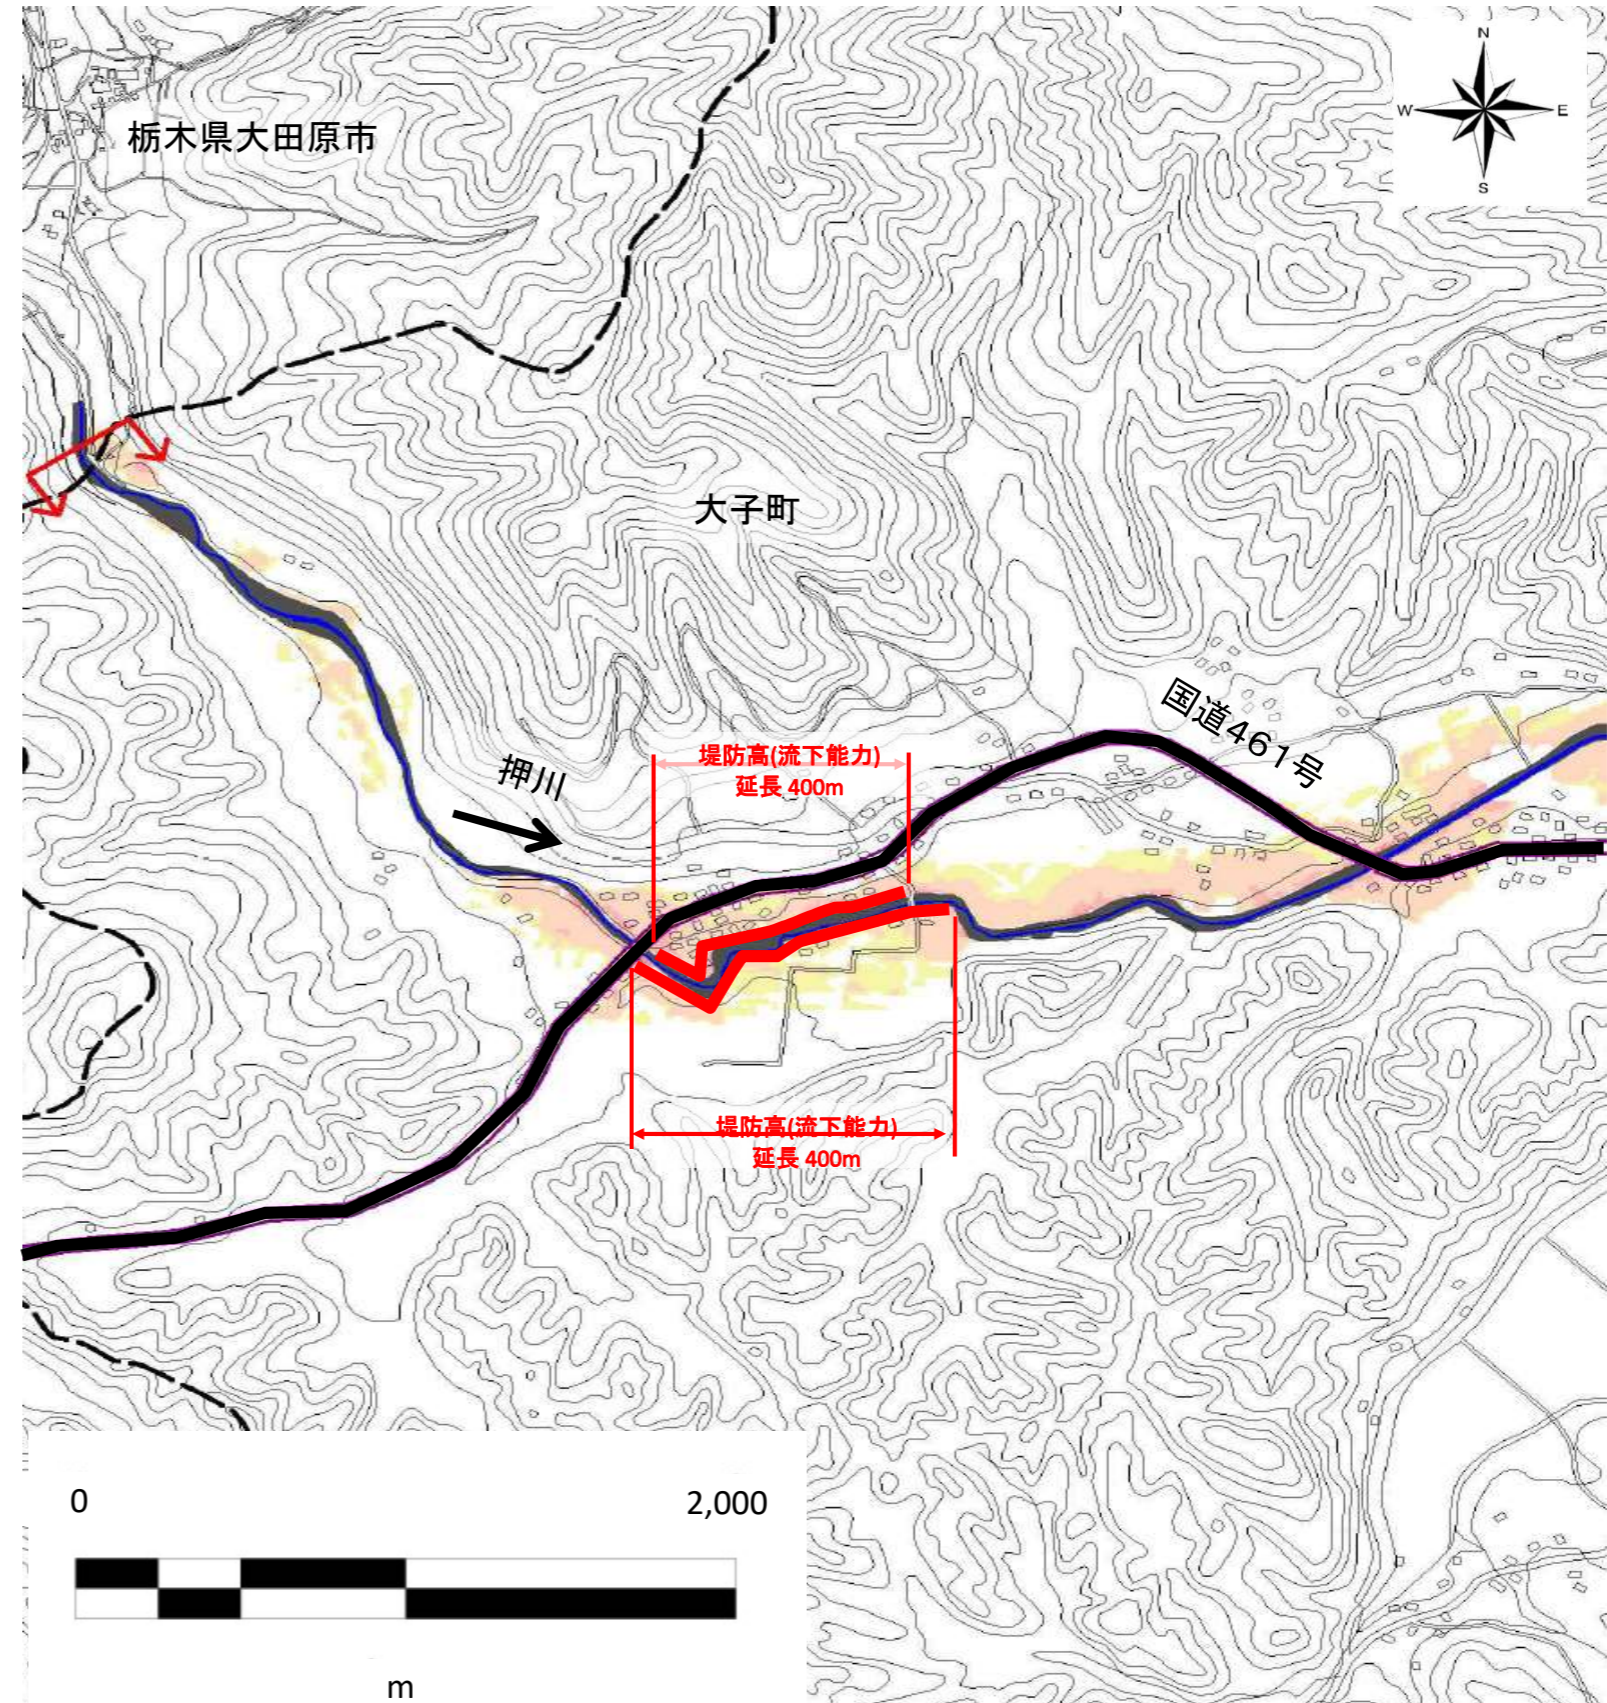 N
W
E
S
栃木県大田原市
大子町
国道461号
押川
堤防高(流下能力)
延長 400m
堤防高(流下能力)
延長 400m
0
2,000
m